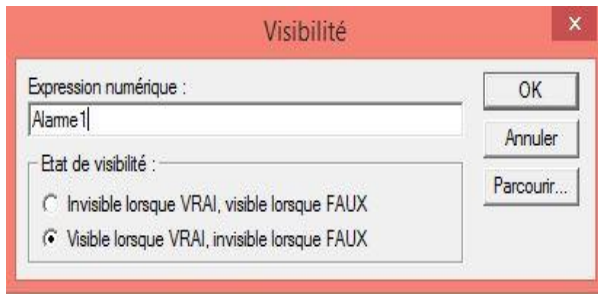 Visibilité
x
Expression numérique :
Alarme1
OK
Annuler
Parcourir...
Etat de visibilité :
Invisible lorsque VRAI, visible lorsque FAUX
Visible lorsque VRAI, invisible lorsque FAUX